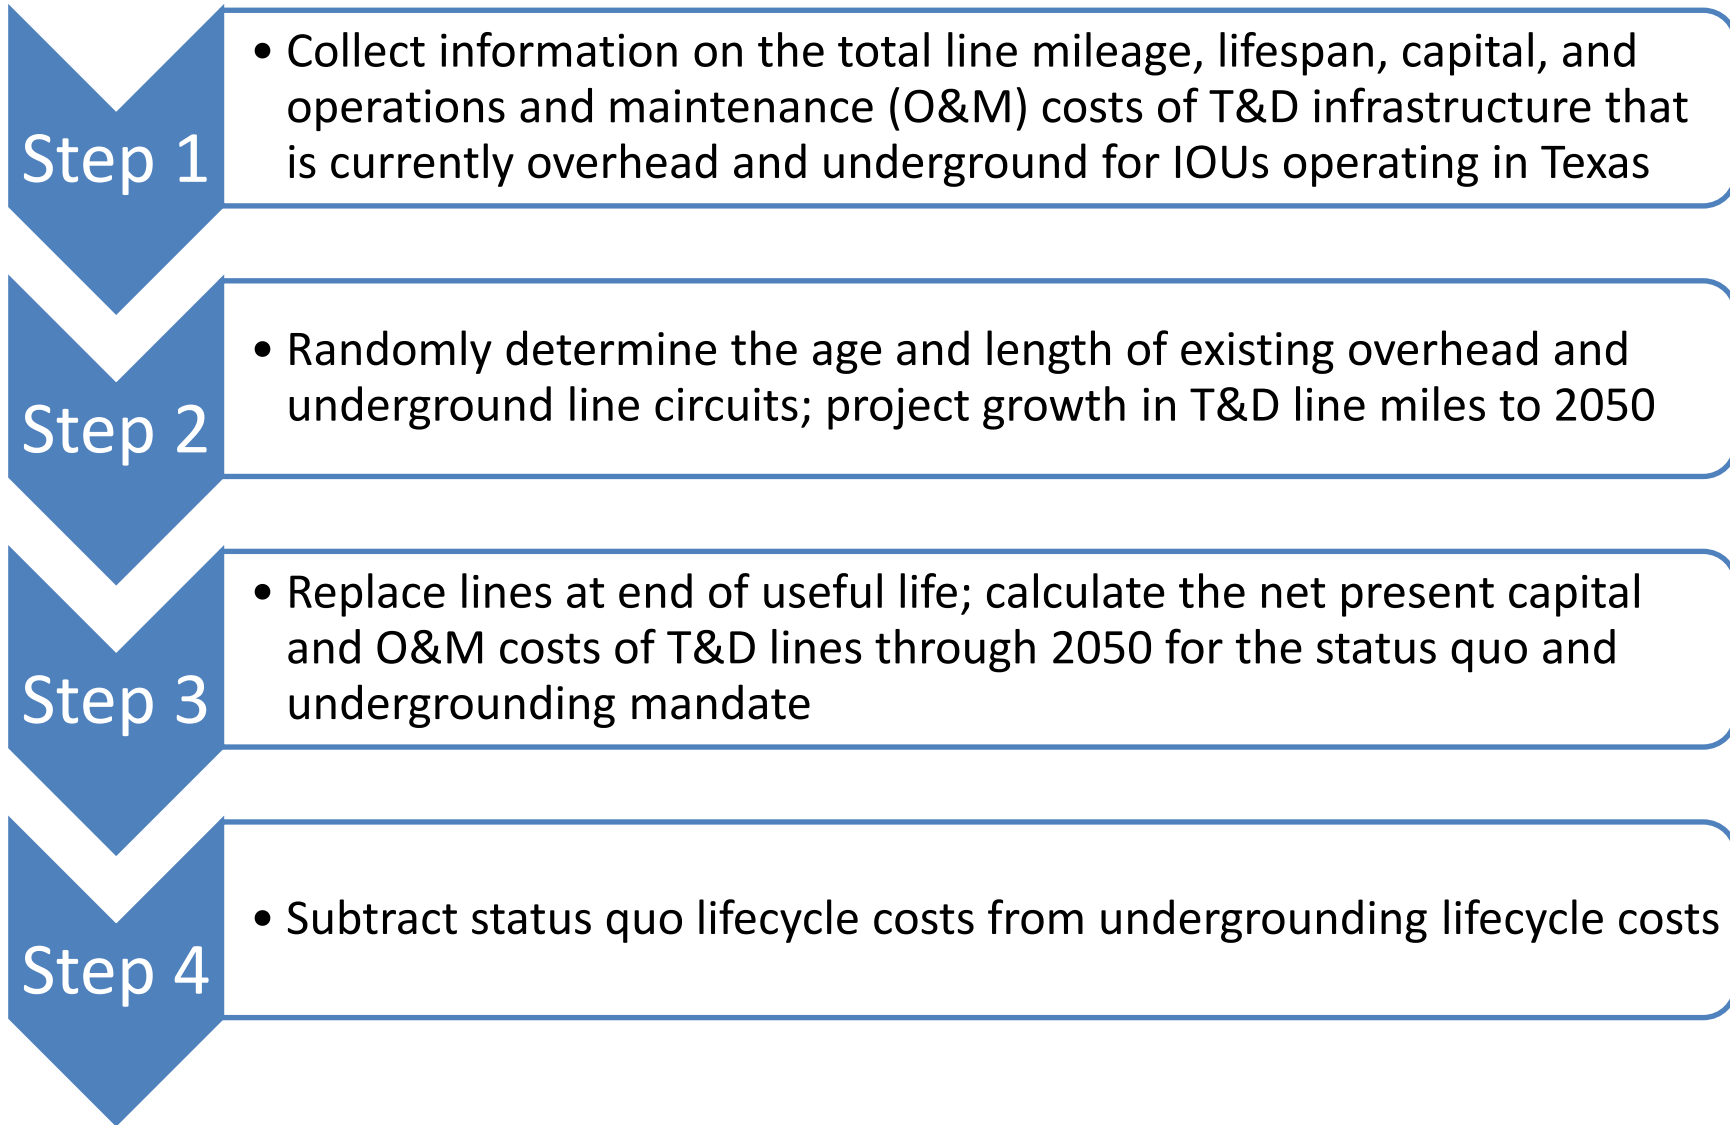 Step 1
• Collect information on the total line mileage, lifespan, capital, and
operations and maintenance (O&M) costs of T&D infrastructure that
is currently overhead and underground for IOUs operating in Texas
Step 2
• Randomly determine the age and length of existing overhead and
underground line circuits; project growth in T&D line miles to 2050
Step 3
• Replace lines at end of useful life; calculate the net present capital
and O&M costs of T&D lines through 2050 for the status quo and
undergrounding mandate
Step 4
• Subtract status quo lifecycle costs from undergrounding lifecycle costs